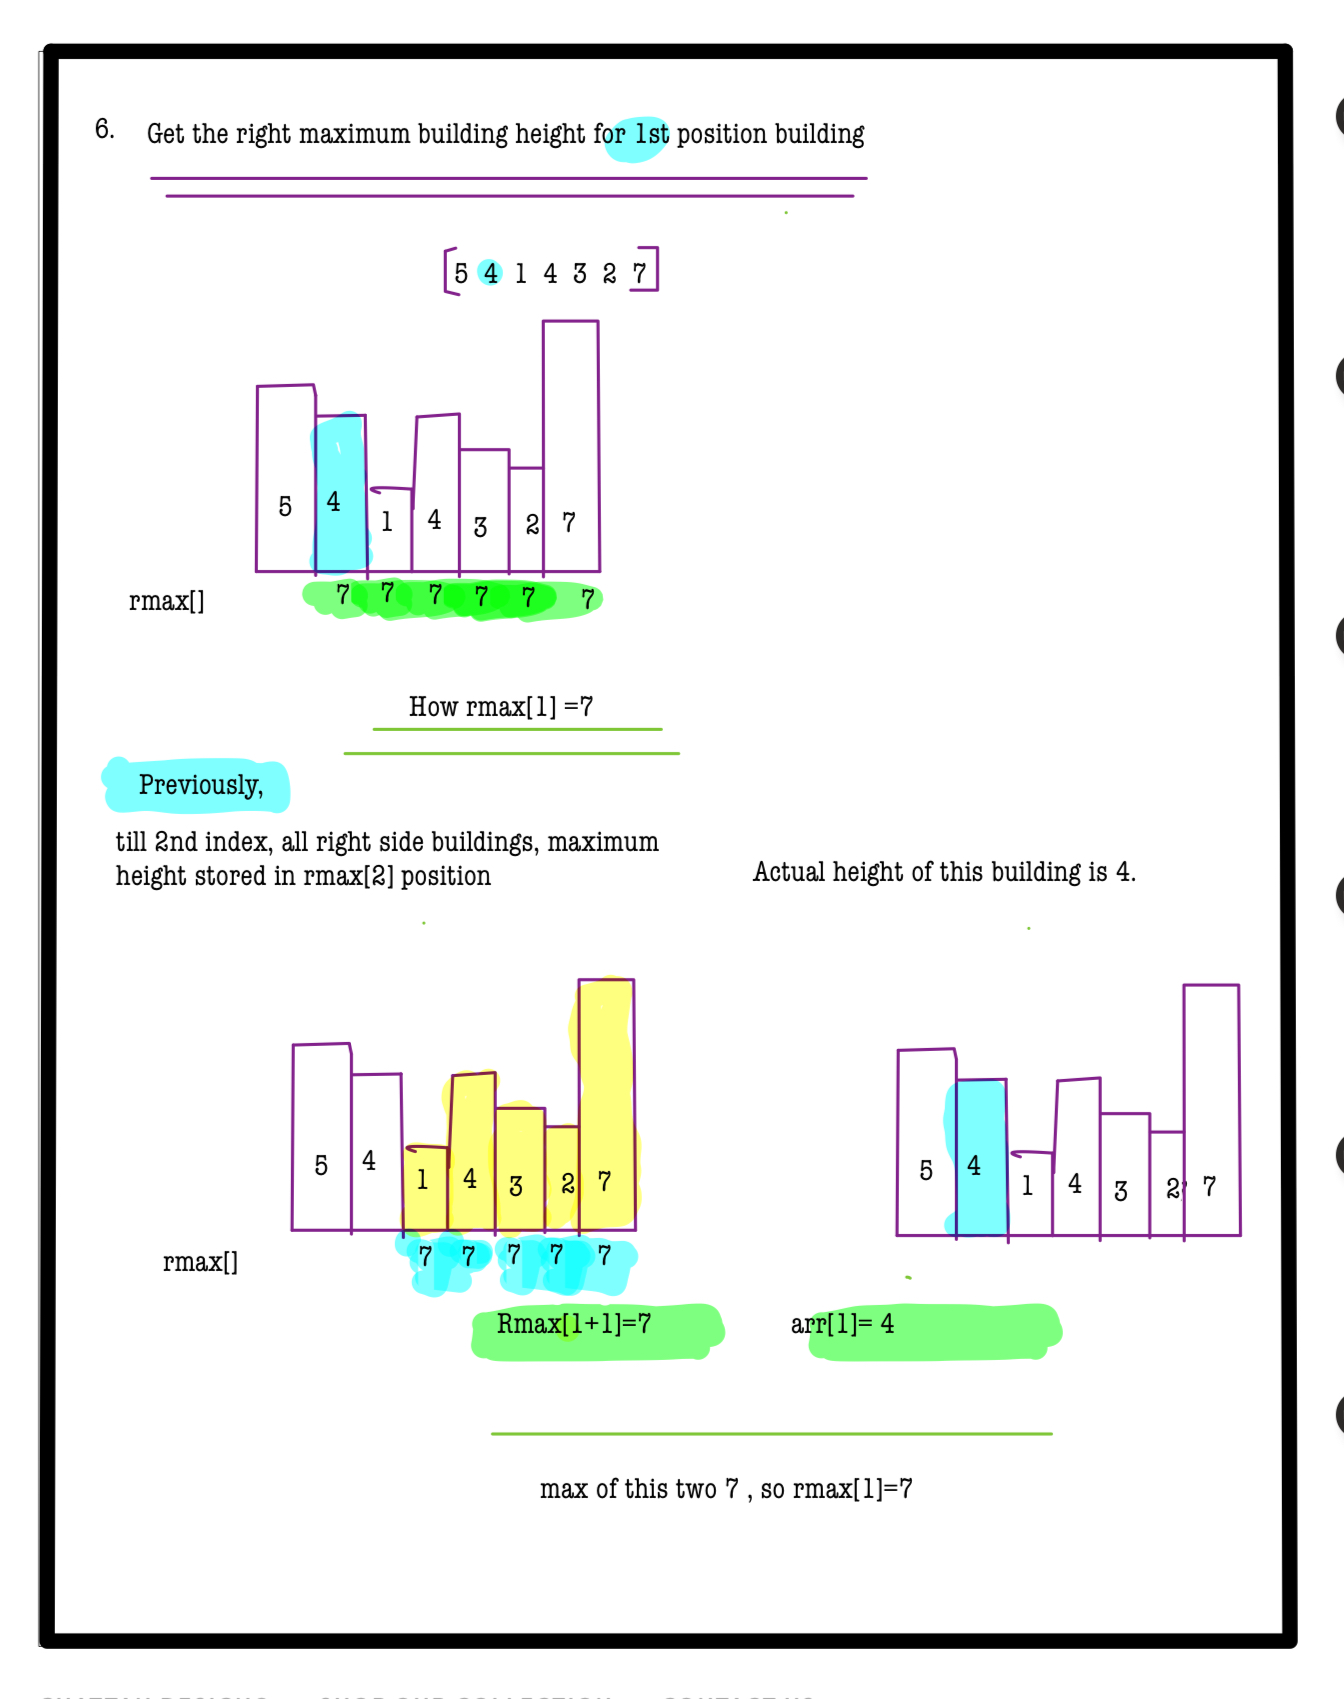 6. Get the right maximum building height for 1st position building
5 4 1 4 3 2 7
5 4 1 4 3 2 7
rmax[] 7 7 7 7 7 7
How rmax[1] =7
Previously,
till 2nd index, all right side buildings, maximum
height stored in rmax[2] position
Actual height of this building is 4.
5 4 1 4 3 2 7
rmax[] 7 7 7 7 7
5 4 1 4 3 2 7
Rmax[1+1]=7
arr[1]= 4
max of this two 7 , so rmax[1]=7